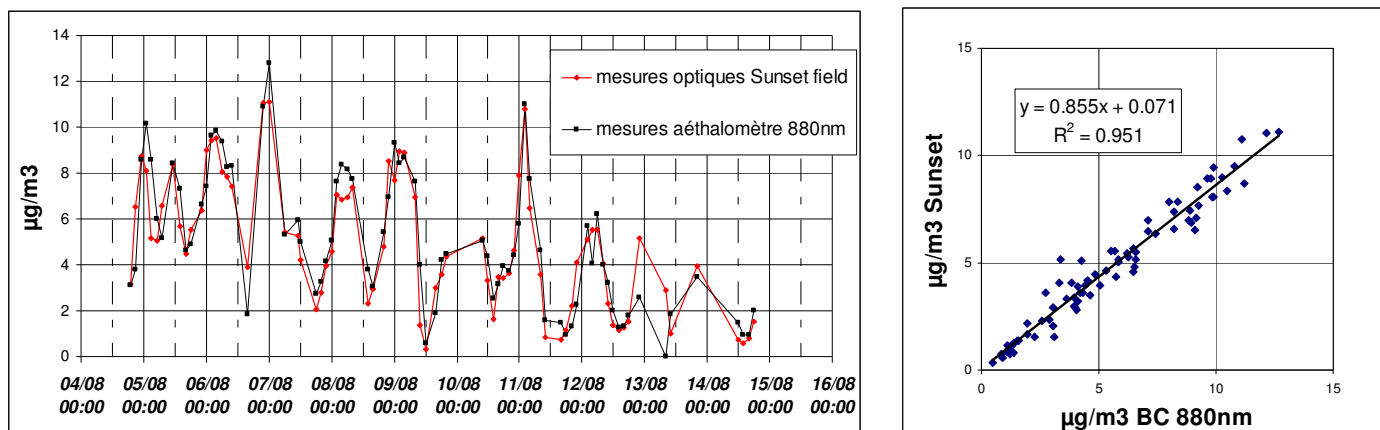 14
12
10
8
6
4
2
0
µg/m3
mesures optiques Sunset field
mesures aéthalomètre 880nm
04/08 05/08 06/08 07/08 08/08 09/08 10/08 11/08 12/08 13/08 14/08 15/08 16/08
00:00 00:00 00:00 00:00 00:00 00:00 00:00 00:00 00:00 00:00 00:00 00:00 00:00
15
10
5
0
µg/m3 Sunset
y = 0.855x + 0.071
R² = 0.951
0 5 10 15
µg/m3 BC 880nm